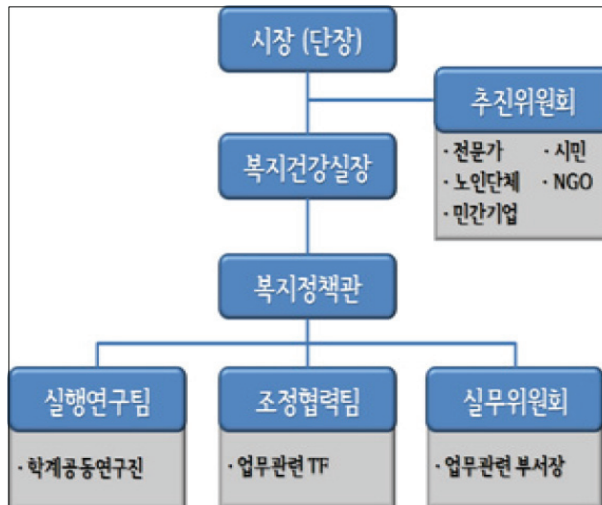 시장 (단장)
추진위원회
· 전문가 · 시민
· 노인단체 · NGO
· 민간기업
복지건강실장
복지정책관
실행연구팀
· 학계공동연구진
조정협력팀
· 업무관련 TF
실무위원회
· 업무관련 부서장